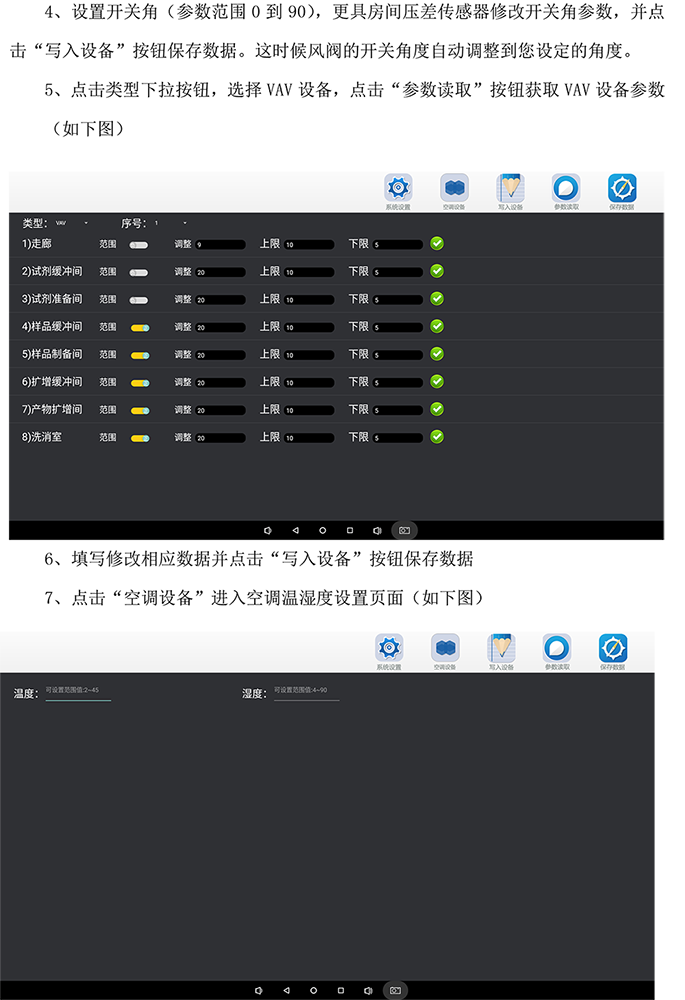 4、设置开关角（参数范围 0 到 90），更具房间压差传感器修改开关角参数，并点
击“写入设备”按钮保存数据。这时候风阀的开关角度自动调整到您设定的角度。
5、点击类型下拉按钮，选择 VAV 设备，点击“参数读取”按钮获取 VAV 设备参数
（如下图）
系统设置 空调设备 写入设备 参数读取 保存数据
类型： VAV 序号： 1
1)走廊 范围 调整 9 上限 10 下限 5
2)试剂缓冲间 范围 调整 20 上限 10 下限 5
3)试剂准备间 范围 调整 20 上限 10 下限 5
4)样品缓冲间 范围 调整 20 上限 10 下限 5
5)样品制备间 范围 调整 20 上限 10 下限 5
6)扩增缓冲间 范围 调整 20 上限 10 下限 5
7)产物扩增间 范围 调整 20 上限 10 下限 5
8)洗消室 范围 调整 20 上限 10 下限 5
6、填写修改相应数据并点击“写入设备”按钮保存数据
7、点击“空调设备”进入空调温湿度设置页面（如下图）
系统设置 空调设备 写入设备 参数读取 保存数据
温度： 可设置范围值:2~45 湿度： 可设置范围值:4~90